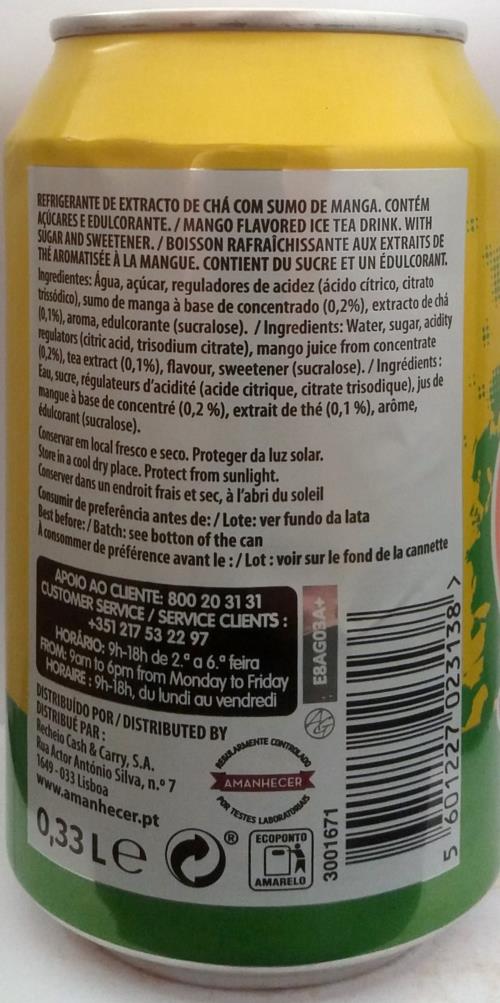 REFRIGERANTE DE EXTRACTO DE CHÁ COM SUMO DE MANGA. CONTÉM
AÇÚCARES E EDULCORANTE. / MANGO FLAVORED ICE TEA DRINK. WITH
SUGAR AND SWEETENER. / BOISSON RAFRAÎCHISSANTE AUX EXTRAITS DE
THÉ AROMATISÉE À LA MANGUE. CONTIENT DU SUCRE ET UN ÉDULCORANT.
Ingredientes: Água, açúcar, reguladores de acidez (ácido cítrico, citrato
trissódico), sumo de manga à base de concentrado (0,2%), extracto de chá
(0,1%), aroma, edulcorante (sucralose). / Ingredients: Water, sugar, acidity
regulators (citric acid, trisodium citrate), mango juice from concentrate
(0,2%), tea extract (0,1%), flavour, sweetener (sucralose). / Ingrédients :
Eau, sucre, régulateurs d'acidité (acide citrique, citrate trisodique), jus de
mangue à base de concentré (0,2 %), extrait de thé (0,1 %), arôme,
édulcorant (sucralose).
Conservar em local fresco e seco. Proteger da luz solar.
Store in a cool dry place. Protect from sunlight.
Conserver dans un endroit frais et sec, à l'abri du soleil
Consumir de preferência antes de: / Lote: ver fundo da lata
Best before: / Batch: see botton of the can
À consommer de préférence avant le : / Lot : voir sur le fond de la cannette
APOIO AO CLIENTE: 800 20 31 31
CUSTOMER SERVICE / SERVICE CLIENTS :
+351 217 53 22 97
HORÁRIO: 9h-18h de 2.ª a 6.ª feira
FROM: 9am to 6pm from Monday to Friday
HORAIRE : 9h-18h, du lundi au vendredi
E8AG03A+
DISTRIBUÍDO POR / DISTRIBUTED BY
DISTRIBUÉ PAR :
Recheio Cash & Carry, S.A.
Rua Actor António Silva, n.º 7
1649 - 033 Lisboa
www.amanhecer.pt
REGULARMENTE CONTROLADO
AMANHECER
POR TESTES LABORATORIAIS
0,33 L e
®
ECOPONTO
AMARELO
3001671
5 601227 023138 >